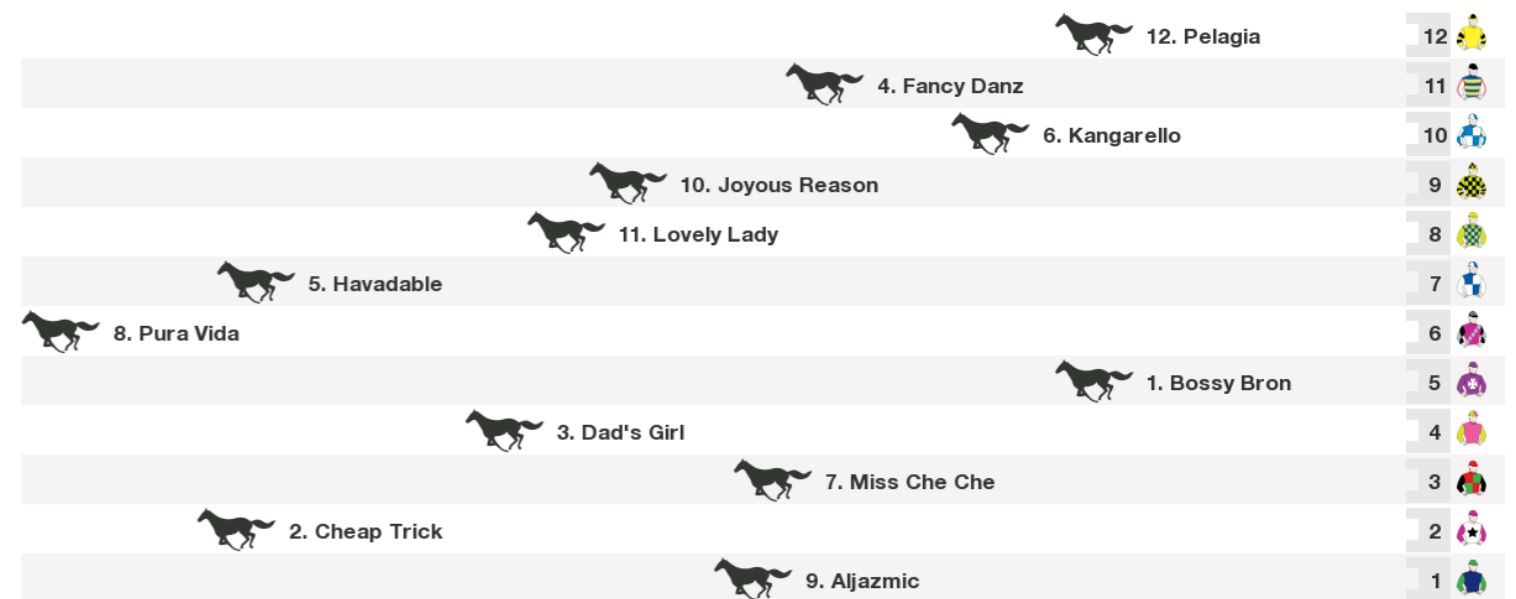 12. Pelagia 12
4. Fancy Danz 11
6. Kangarello 10
10. Joyous Reason 9
11. Lovely Lady 8
5. Havadable 7
8. Pura Vida 6
1. Bossy Bron 5
3. Dad's Girl 4
7. Miss Che Che 3
2. Cheap Trick 2
9. Aljazmic 1